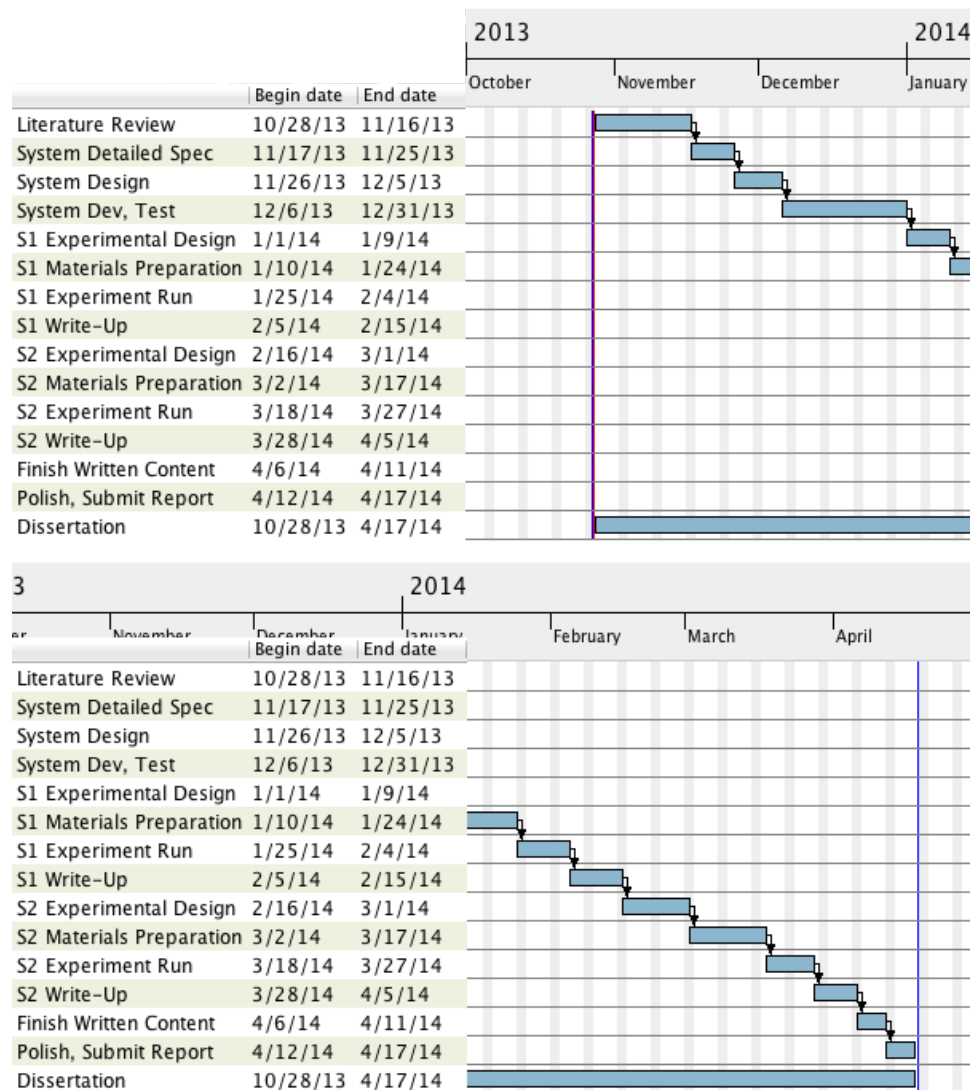 2013 2014
October November December January
Begin date End date
Literature Review 10/28/13 11/16/13
System Detailed Spec 11/17/13 11/25/13
System Design 11/26/13 12/5/13
System Dev, Test 12/6/13 12/31/13
S1 Experimental Design 1/1/14 1/9/14
S1 Materials Preparation 1/10/14 1/24/14
S1 Experiment Run 1/25/14 2/4/14
S1 Write-Up 2/5/14 2/15/14
S2 Experimental Design 2/16/14 3/1/14
S2 Materials Preparation 3/2/14 3/17/14
S2 Experiment Run 3/18/14 3/27/14
S2 Write-Up 3/28/14 4/5/14
Finish Written Content 4/6/14 4/11/14
Polish, Submit Report 4/12/14 4/17/14
Dissertation 10/28/13 4/17/14
3 2014
er November December January February March April
Begin date End date
Literature Review 10/28/13 11/16/13
System Detailed Spec 11/17/13 11/25/13
System Design 11/26/13 12/5/13
System Dev, Test 12/6/13 12/31/13
S1 Experimental Design 1/1/14 1/9/14
S1 Materials Preparation 1/10/14 1/24/14
S1 Experiment Run 1/25/14 2/4/14
S1 Write-Up 2/5/14 2/15/14
S2 Experimental Design 2/16/14 3/1/14
S2 Materials Preparation 3/2/14 3/17/14
S2 Experiment Run 3/18/14 3/27/14
S2 Write-Up 3/28/14 4/5/14
Finish Written Content 4/6/14 4/11/14
Polish, Submit Report 4/12/14 4/17/14
Dissertation 10/28/13 4/17/14